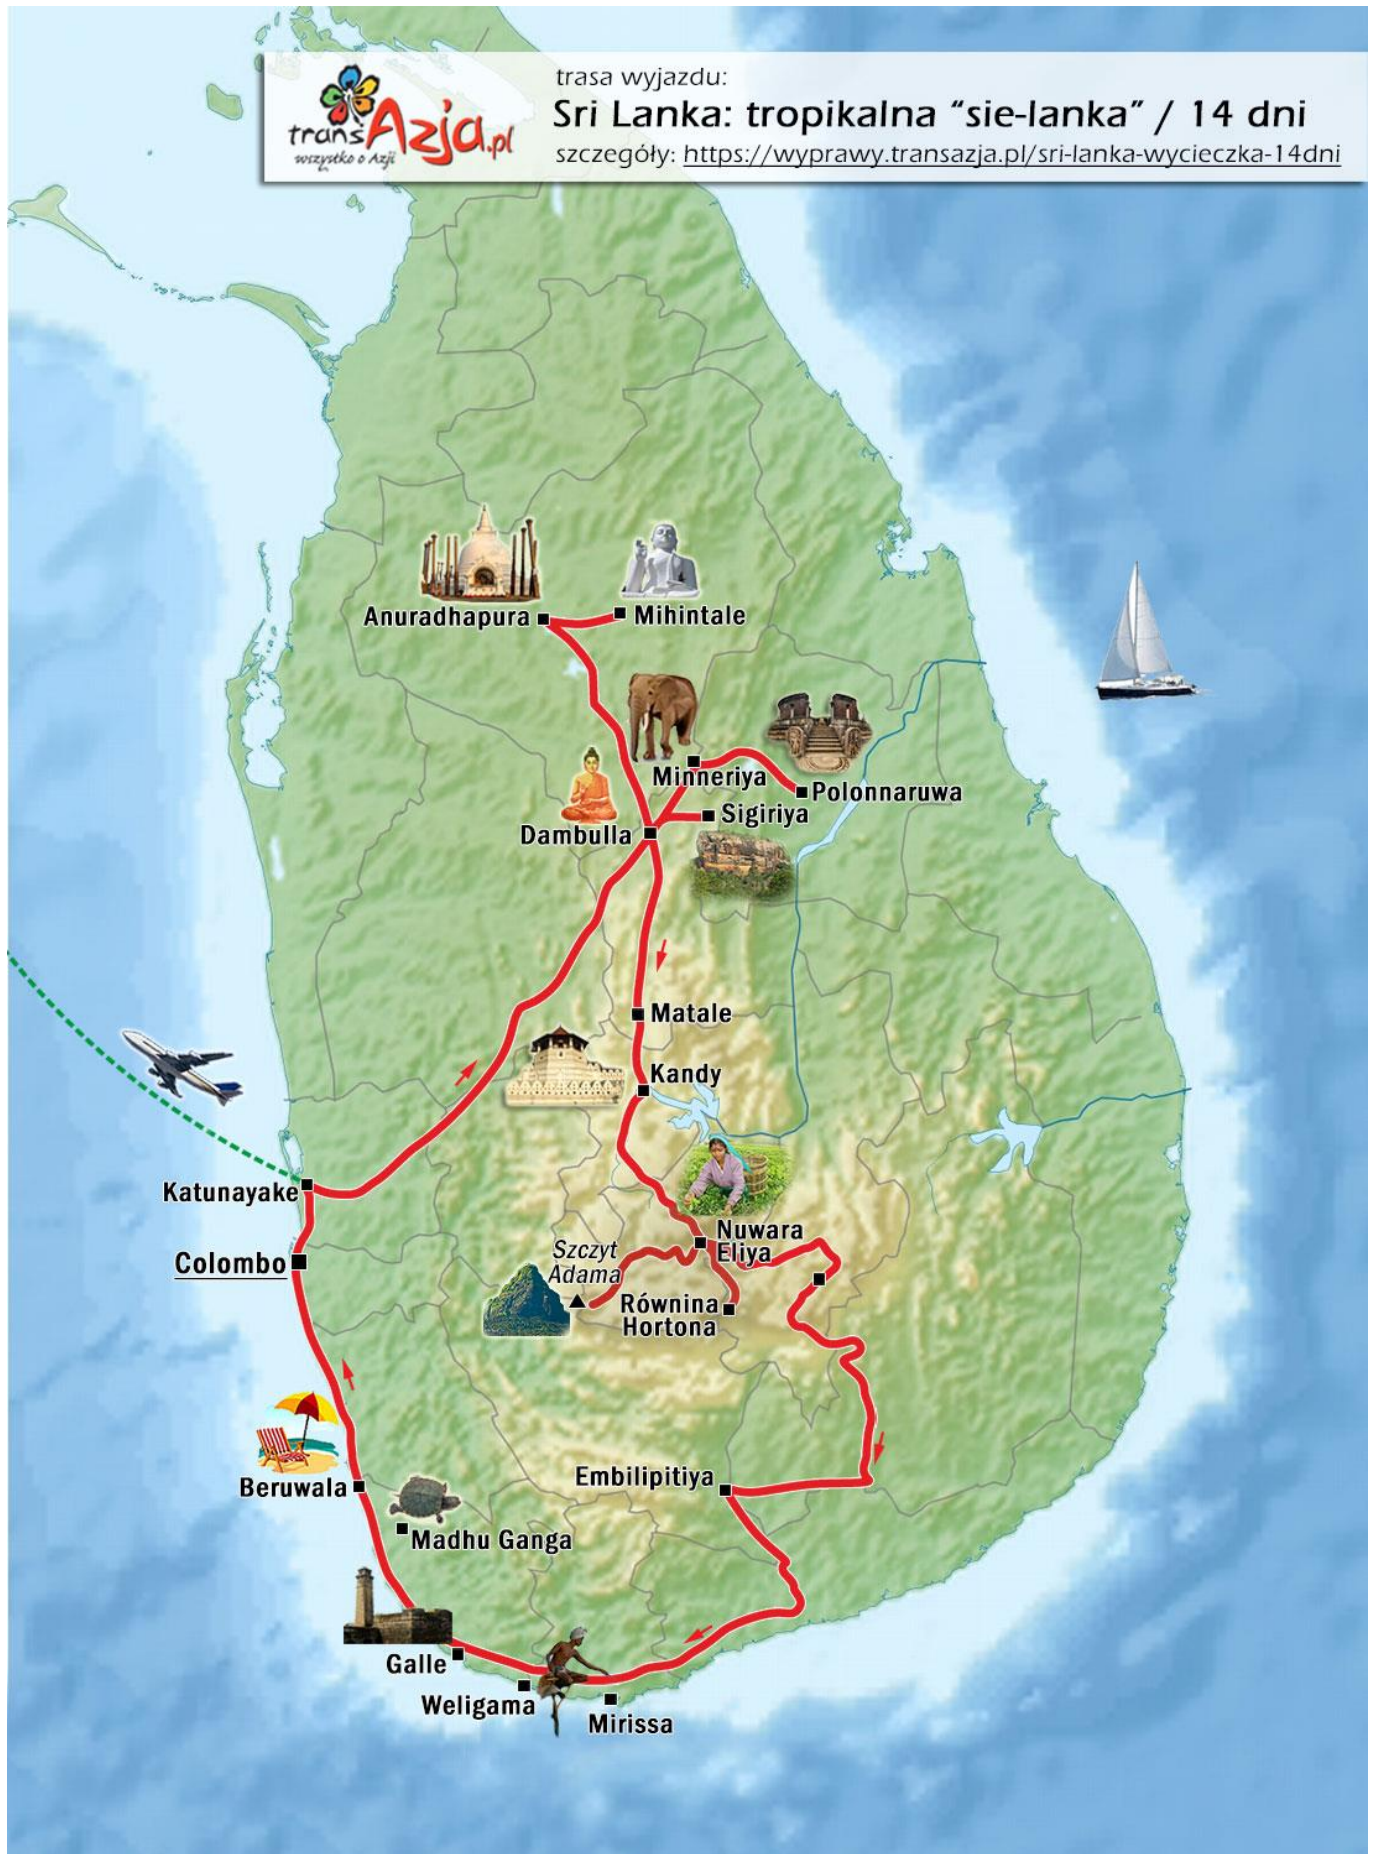 trasa wyjazdu:
Sri Lanka: tropikalna “sie-lanka” / 14 dni
szczegóły: https://wyprawy.transazja.pl/sri-lanka-wycieczka-14dni
transAzja.pl
wszystko o Azji
Anuradhapura
Mihintale
Minneriya
Polonnaruwa
Sigiriya
Dambulla
Matale
Kandy
Katunayake
Nuwara
Eliya
Colombo
Szczyt
Adama
Równina
Hortona
Embilipitiya
Beruwala
Madhu Ganga
Galle
Weligama
Mirissa